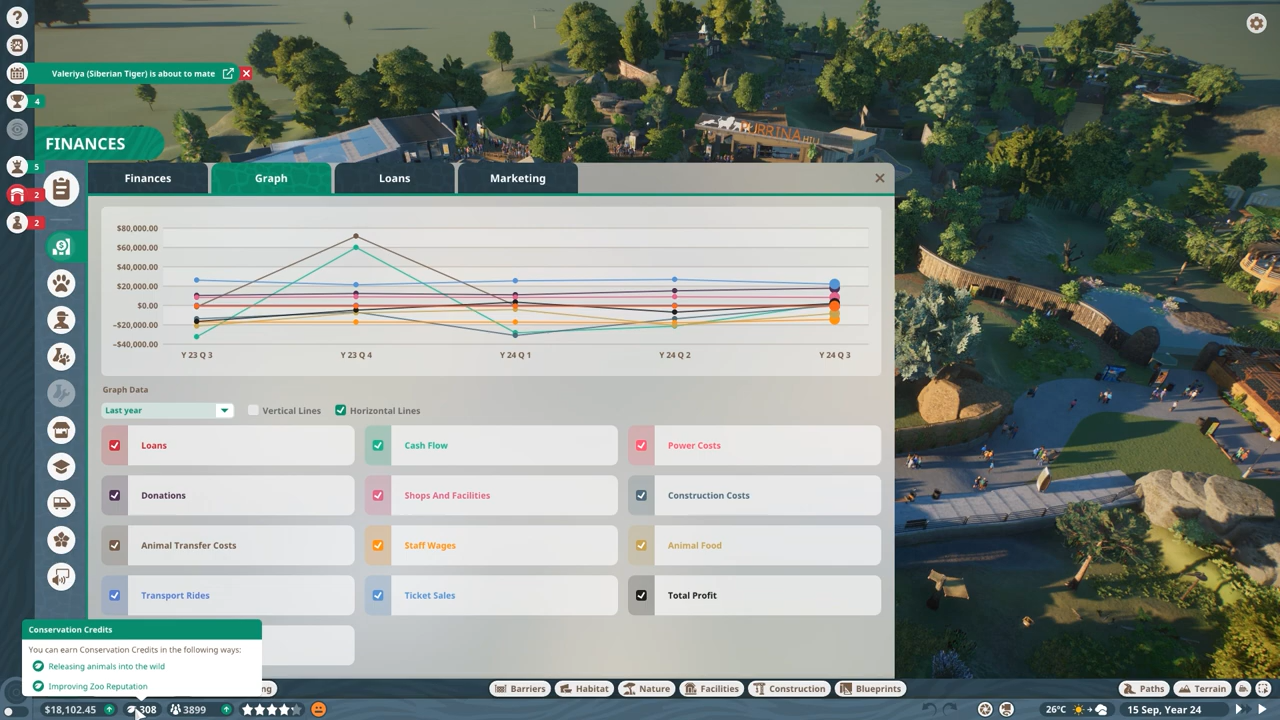 Valeriya (Siberian Tiger) is about to mate
4
FINANCES
5
2
2
Finances
Graph
Loans
Marketing
$80,000.00
$60,000.00
$40,000.00
$20,000.00
$0.00
-$20,000.00
-$40,000.00
Y 23 Q 3
Y 23 Q 4
Y 24 Q 1
Y 24 Q 2
Y 24 Q 3
Graph Data
Last year
Vertical Lines
Horizontal Lines
Loans
Cash Flow
Power Costs
Donations
Shops And Facilities
Construction Costs
Animal Transfer Costs
Staff Wages
Animal Food
Transport Rides
Ticket Sales
Total Profit
Conservation Credits
You can earn Conservation Credits in the following ways:
Releasing animals into the wild
Improving Zoo Reputation
Barriers
Habitat
Nature
Facilities
Construction
Blueprints
Paths
Terrain
$18,102.45
308
3899
26°C
15 Sep, Year 24